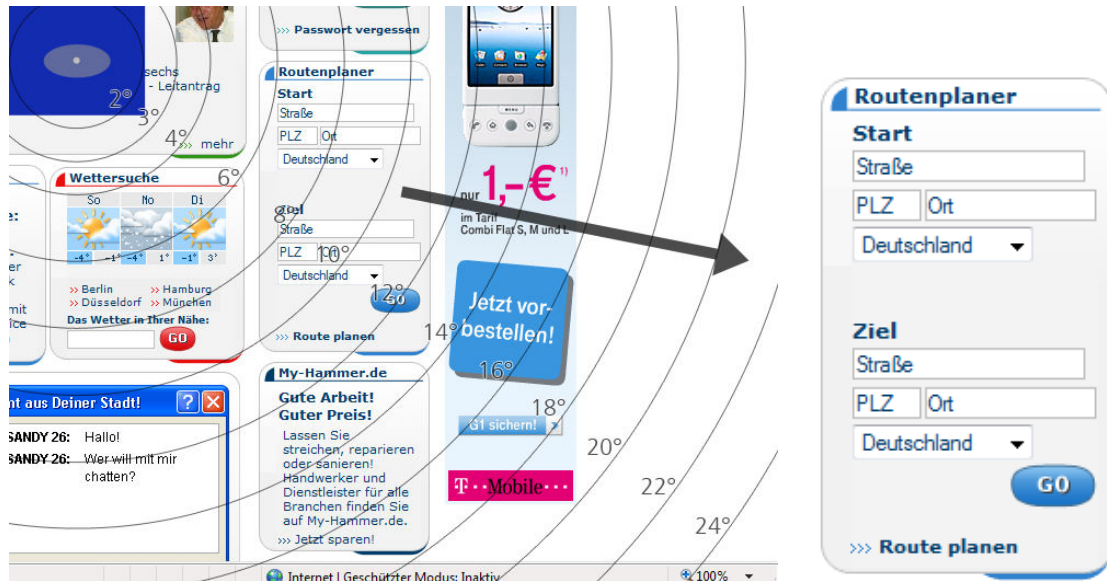 sechs
- Leitantrag
>>> mehr
2°
3°
4°
6°
8°
10°
12°
14°
16°
18°
20°
22°
24°
Wettersuche
So Mo Di
-4° -1° -4° 1° -1° 3°
>> Berlin >> Hamburg
>> Düsseldorf >> München
Das Wetter in Ihrer Nähe:
GO
nt aus Deiner Stadt!
SANDY 26: Hallo!
SANDY 26: Wer will mit mir
chatten?
>>> Passwort vergessen
Routenplaner
Start
Straße
PLZ Ort
Deutschland
Ziel
Straße
PLZ Ort
Deutschland
GO
>>> Route planen
My-Hammer.de
Gute Arbeit!
Guter Preis!
Lassen Sie
streichen, reparieren
oder sanieren!
Handwerker und
Dienstleister für alle
Branchen finden Sie
auf My-Hammer.de.
>>> Jetzt sparen!
MENU
nur 1,-€ 1)
im Tarif
Combi Flat S, M und L
Jetzt vor-
bestellen!
G1 sichern! »
T··Mobile···
Internet | Geschützter Modus: Inaktiv
100%
Routenplaner
Start
Straße
PLZ Ort
Deutschland
Ziel
Straße
PLZ Ort
Deutschland
GO
>>> Route planen